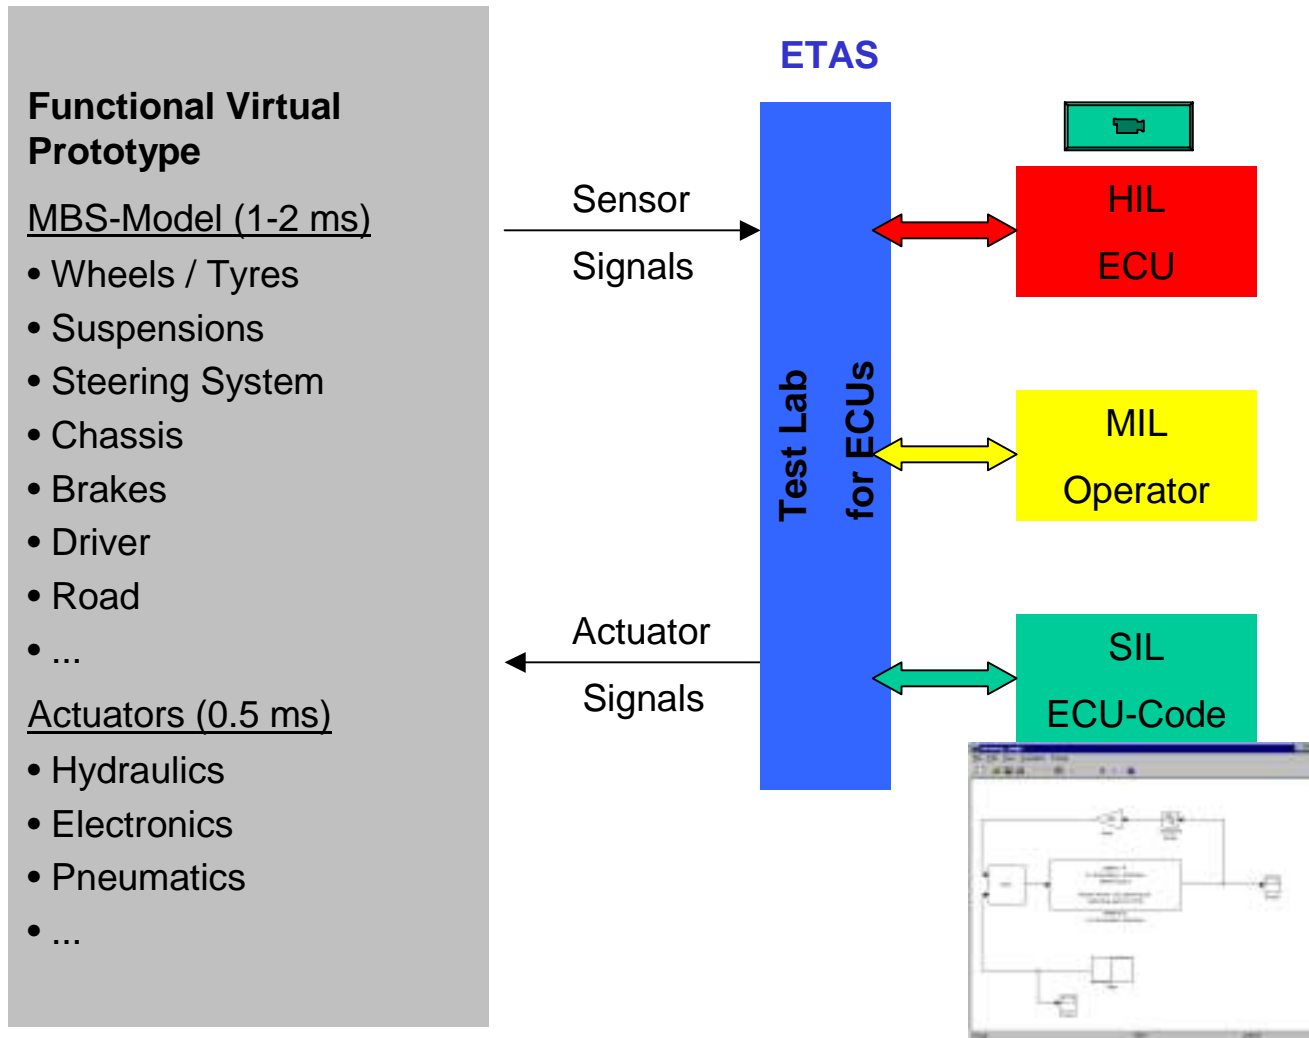 Functional Virtual
Prototype
MBS-Model (1-2 ms)
• Wheels / Tyres
• Suspensions
• Steering System
• Chassis
• Brakes
• Driver
• Road
• ...
Actuators (0.5 ms)
• Hydraulics
• Electronics
• Pneumatics
• ...
Sensor
Signals
Actuator
Signals
ETAS
Test Lab
for ECUs
HIL
ECU
MIL
Operator
SIL
ECU-Code